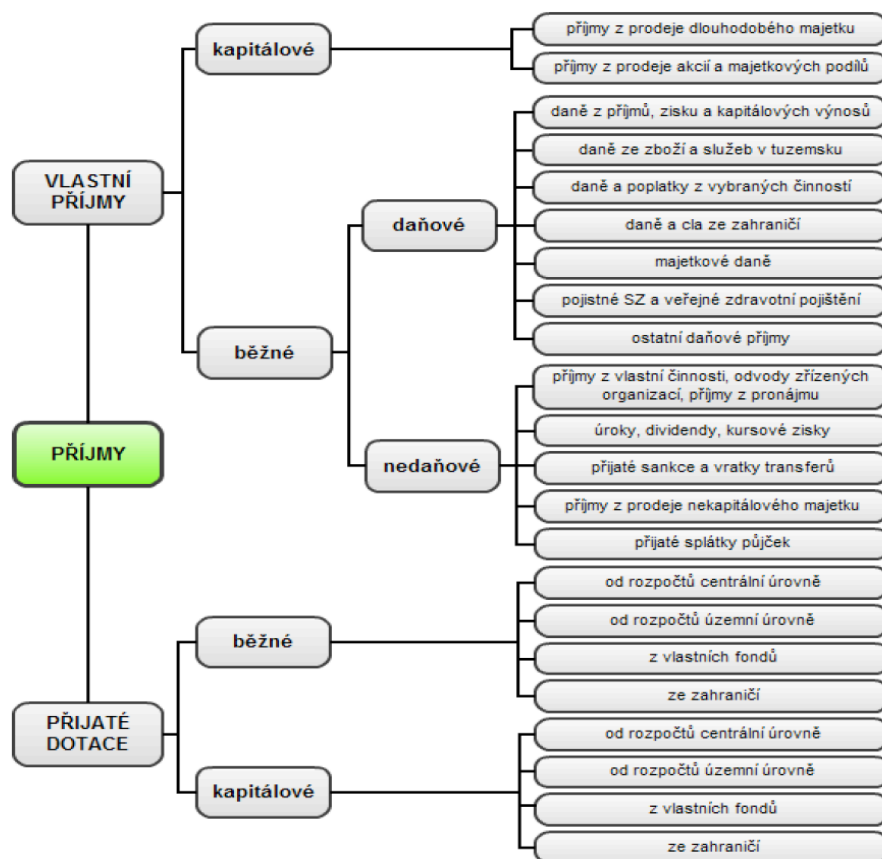 kapitálové
příjmy z prodeje dlouhodobého majetku
příjmy z prodeje akcií a majetkových podílů
VLASTNÍ
PŘÍJMY
daňové
daně z příjmů, zisku a kapitálových výnosů
daně ze zboží a služeb v tuzemsku
daně a poplatky z vybraných činností
daně a cla ze zahraničí
majetkové daně
pojistné SZ a veřejné zdravotní pojištění
ostatní daňové příjmy
běžné
nedaňové
příjmy z vlastní činnosti, odvody zřízených
organizací, příjmy z pronájmu
úroky, dividendy, kursové zisky
přijaté sankce a vratky transferů
příjmy z prodeje nekapitálového majetku
přijaté splátky půjček
PŘÍJMY
běžné
od rozpočtů centrální úrovně
od rozpočtů územní úrovně
z vlastních fondů
ze zahraničí
PŘIJATÉ
DOTACE
kapitálové
od rozpočtů centrální úrovně
od rozpočtů územní úrovně
z vlastních fondů
ze zahraničí